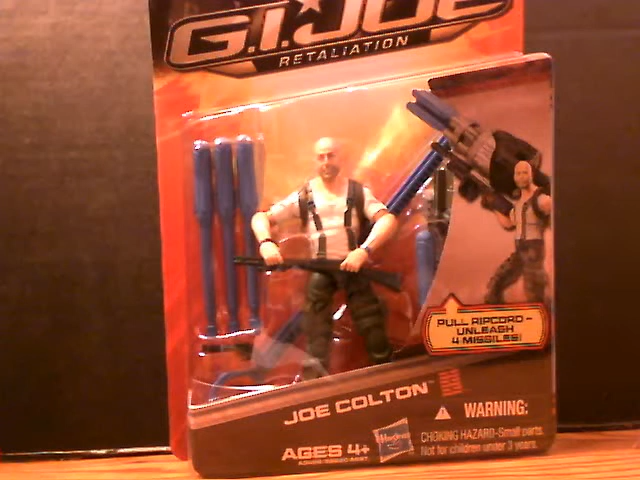 G.I. JOE
RETALIATION
PULL RIPCORD -
UNLEASH
4 MISSILES!
JOE COLTON™
WARNING:
CHOKING HAZARD-Small parts.
Not for children under 3 years.
AGES 4+
Hasbro